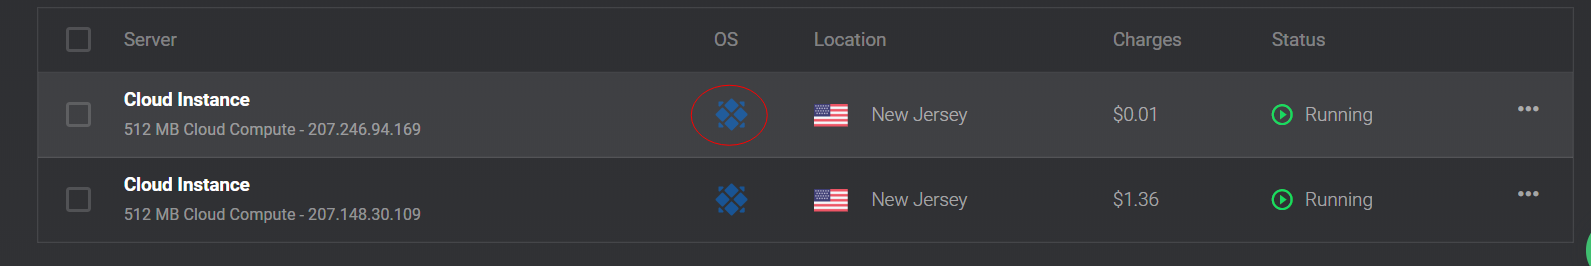 Server OS Location Charges Status
Cloud Instance
512 MB Cloud Compute - 207.246.94.169
New Jersey $0.01 Running
Cloud Instance
512 MB Cloud Compute - 207.148.30.109
New Jersey $1.36 Running